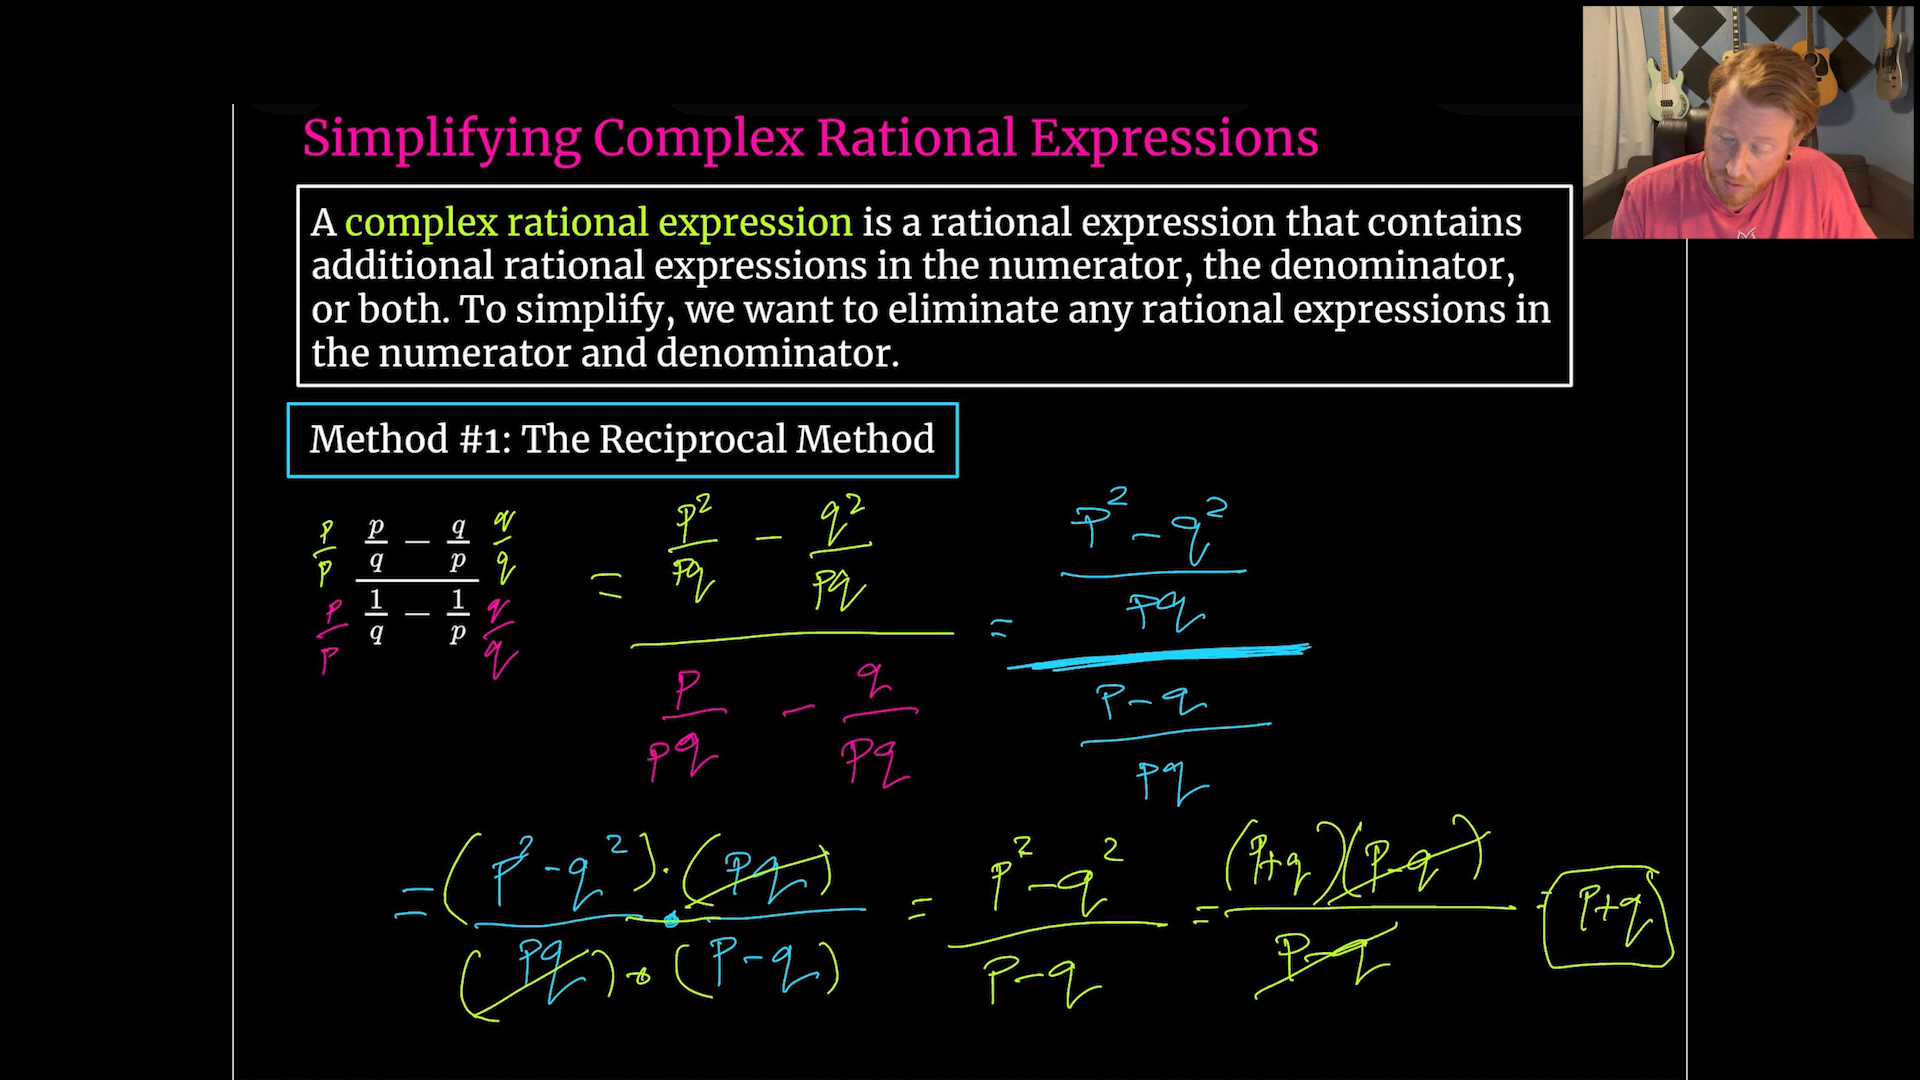 Simplifying Complex Rational Expressions
A complex rational expression is a rational expression that contains
additional rational expressions in the numerator, the denominator,
or both. To simplify, we want to eliminate any rational expressions in
the numerator and denominator.
Method #1: The Reciprocal Method
p/p p/q − q/p q/q
p/p 1/q − 1/p q/q
= p²/pq − q²/pq
p/pq − q/pq
= p² − q²
pq
p − q
pq
= (p² − q²) · (pq) / (pq) · (p − q) = p² − q² / p − q = (p+q)(p−q) / p−q = p+q